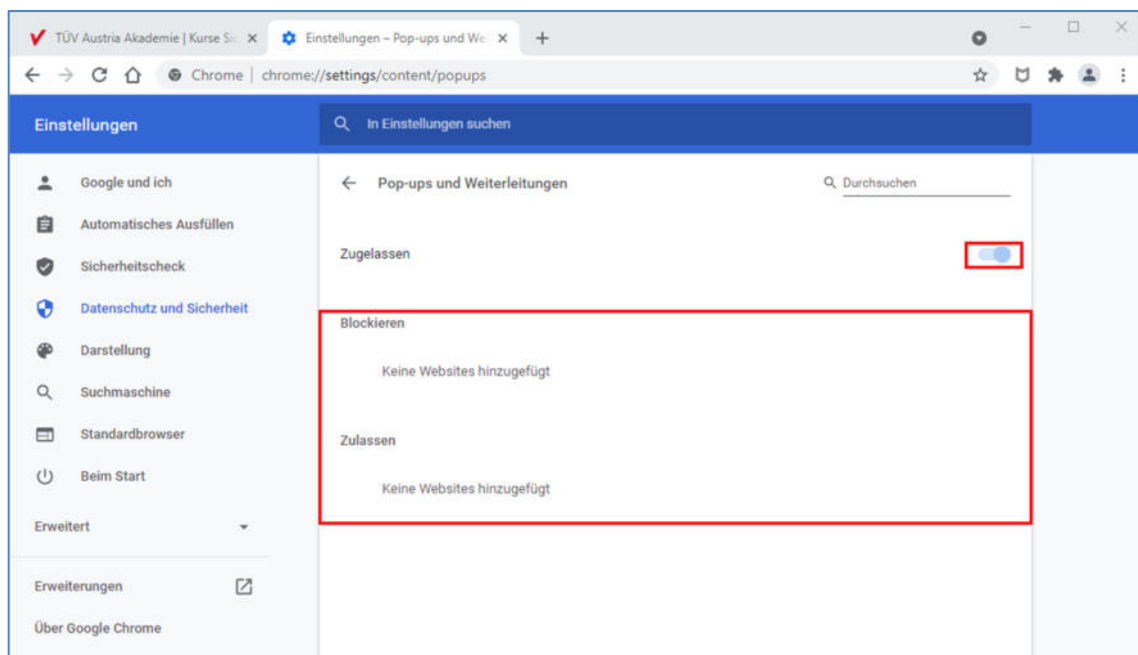 TÜV Austria Akademie | Kurse Sic
Einstellungen – Pop-ups und We
Chrome | chrome://settings/content/popups
Einstellungen
In Einstellungen suchen
Google und ich
Automatisches Ausfüllen
Sicherheitscheck
Datenschutz und Sicherheit
Darstellung
Suchmaschine
Standardbrowser
Beim Start
Erweitert
Erweiterungen
Über Google Chrome
Pop-ups und Weiterleitungen
Durchsuchen
Zugelassen
Blockieren
Keine Websites hinzugefügt
Zulassen
Keine Websites hinzugefügt